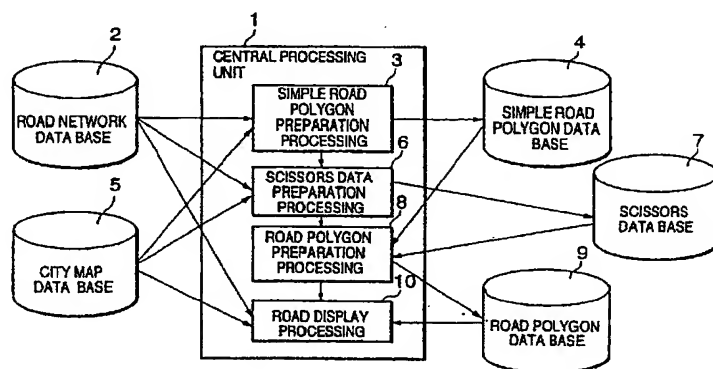 1
2
CENTRAL PROCESSING
UNIT
3
4
ROAD NETWORK
DATA BASE
SIMPLE ROAD
POLYGON
PREPARATION
PROCESSING
SIMPLE ROAD
POLYGON DATA
BASE
6
7
5
SCISSORS DATA
PREPARATION
PROCESSING
8
SCISSORS
DATA BASE
CITY MAP
DATA BASE
ROAD POLYGON
PREPARATION
PROCESSING
9
10
ROAD DISPLAY
PROCESSING
ROAD POLYGON
DATA BASE